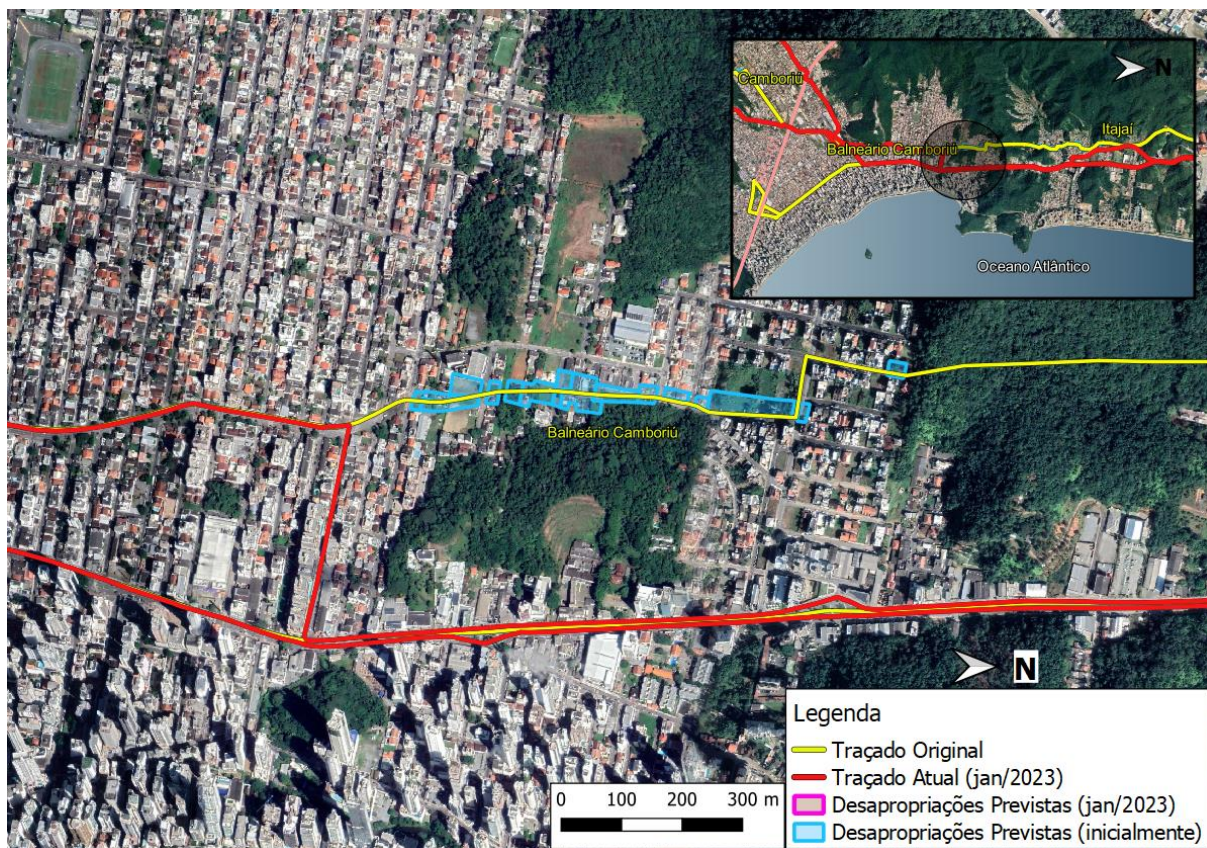 Camboriú
N
Itajaí
Balneário Camboriú
Oceano Atlântico
Balneário Camboriú
N
Legenda
Traçado Original
Traçado Atual (jan/2023)
Desapropriações Previstas (jan/2023)
Desapropriações Previstas (inicialmente)
0 100 200 300 m